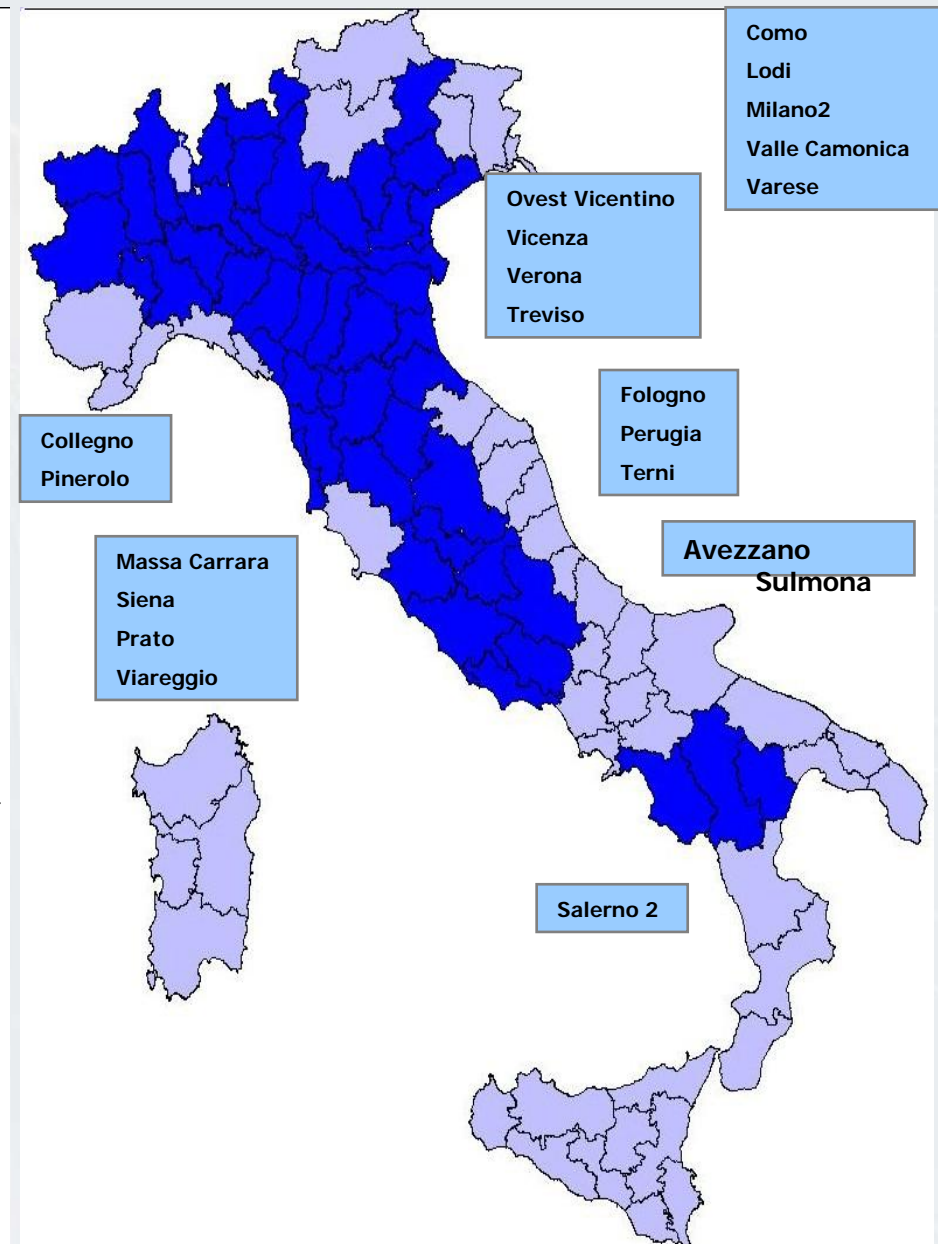 Como
Lodi
Milano2
Valle Camonica
Varese
Ovest Vicentino
Vicenza
Verona
Treviso
Fologno
Perugia
Terni
Collegno
Pinerolo
Avezzano
Sulmona
Massa Carrara
Siena
Prato
Viareggio
Salerno 2